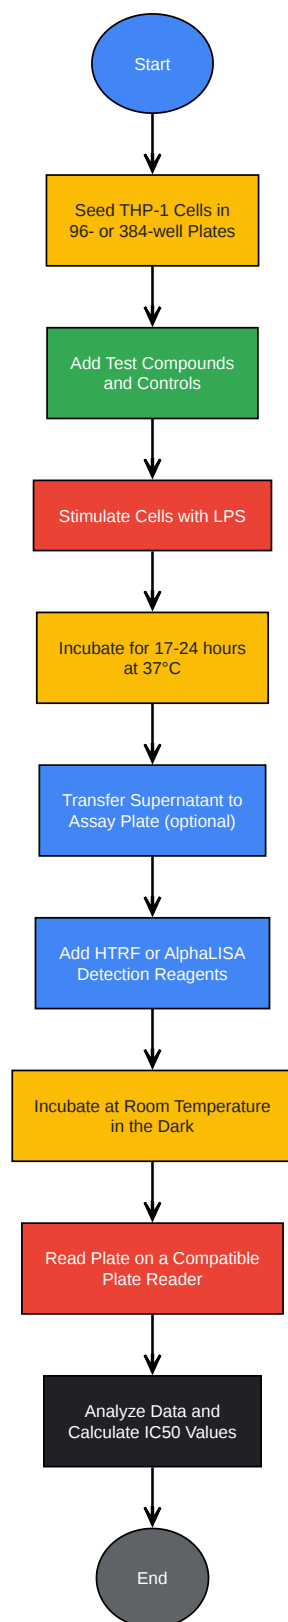 Start
Seed THP-1 Cells in
96- or 384-well Plates
Add Test Compounds
and Controls
Stimulate Cells with LPS
Incubate for 17-24 hours
at 37°C
Transfer Supernatant to
Assay Plate (optional)
Add HTRF or AlphaLISA
Detection Reagents
Incubate at Room Temperature
in the Dark
Read Plate on a Compatible
Plate Reader
Analyze Data and
Calculate IC50 Values
End